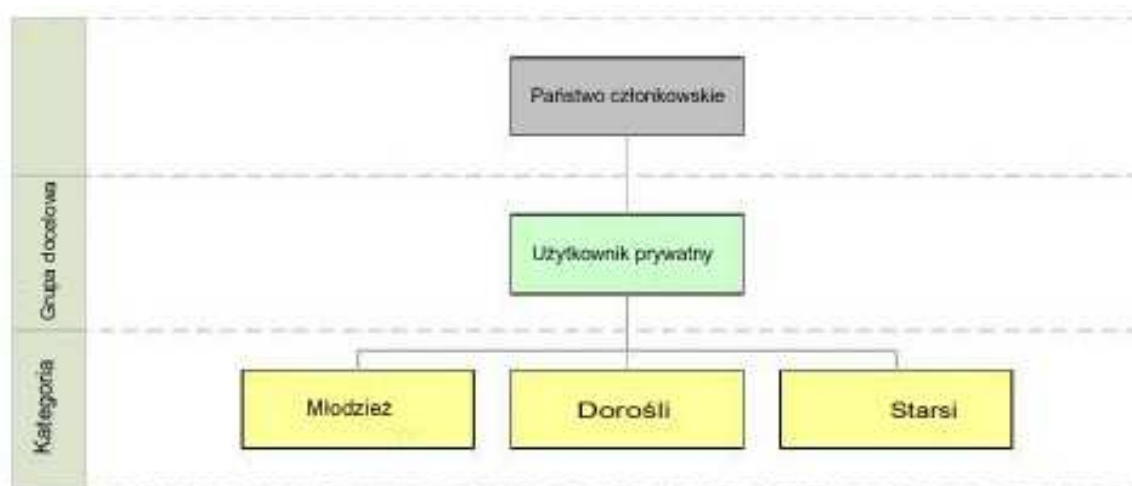 Państwo członkowskie
Grupa docelowa
Użytkownik prywatny
Kategoria
Młodzież
Dorośli
Starsi